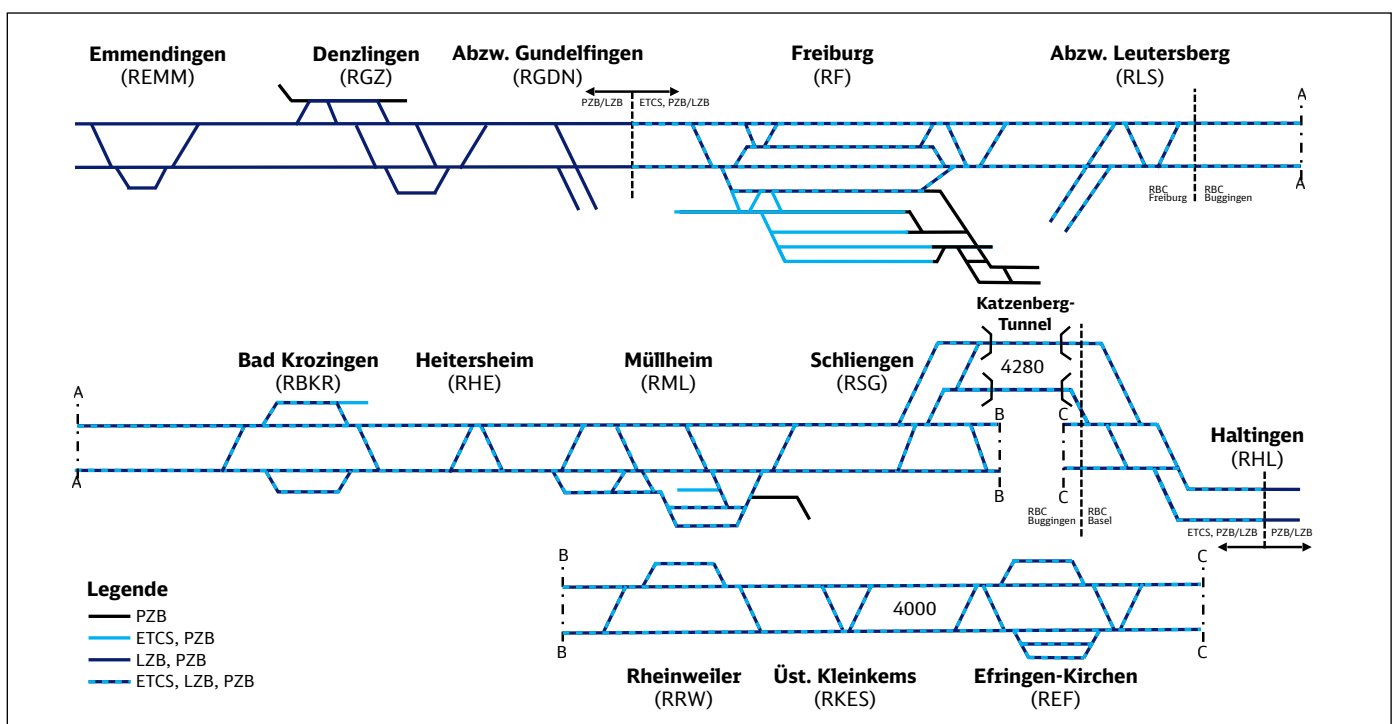 Emmendingen
(REMM)
Denzlingen
(RGZ)
Abzw. Gundelfingen
(RGDN)
Freiburg
(RF)
Abzw. Leutersberg
(RLS)
PZB/LZB
ETCS, PZB/LZB
A
A
RBC
Freiburg
RBC
Buggingen
Katzenberg-
Tunnel
4280
Bad Krozingen
(RBKR)
Heitersheim
(RHE)
Müllheim
(RML)
Schliengen
(RSG)
Haltingen
(RHL)
A
A
B
B
C
C
RBC
Buggingen
RBC
Basel
ETCS, PZB/LZB
PZB/LZB
B
B
4000
C
C
Rheinweiler
(RRW)
Üst. Kleinkems
(RKES)
Efringen-Kirchen
(REF)
Legende
PZB
ETCS, PZB
LZB, PZB
ETCS, LZB, PZB